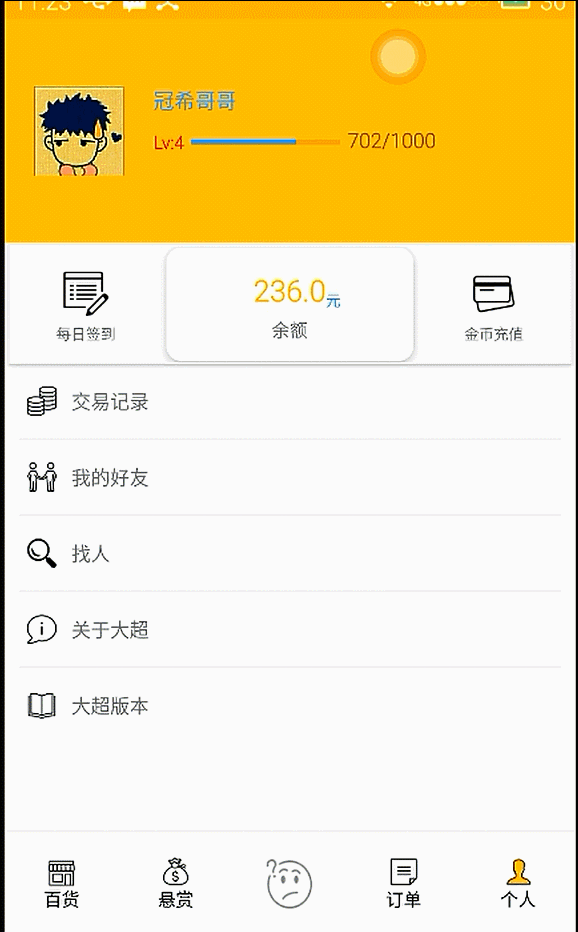 11:23
冠希哥哥
Lv:4 702/1000
236.0元
每日签到 余额 金币充值
交易记录
我的好友
找人
关于大超
大超版本
百货 悬赏 订单 个人